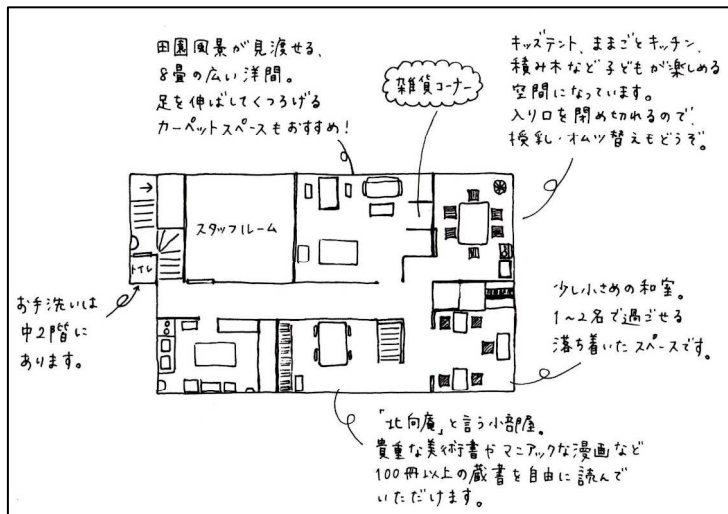 田園風景が見渡せる、
8畳の広い洋間。
足を伸ばしてくつろげる
カーペットスペースもおすすめ!
雑貨コーナー
キッズテント、ままごとキッチン、
積み木など子どもが楽しめる
空間になっています。
入り口を閉め切れるので、
授乳・オムツ替えもどうぞ。
スタッフルーム
トイレ
お手洗いは
中2階に
あります。
少し小さめの和室。
1〜2名で過ごせる
落ち着いたスペースです。
「北向庵」と言う小部屋。
貴重な美術書やマニアックな漫画など
100冊以上の蔵書を自由に読んで
いただけます。